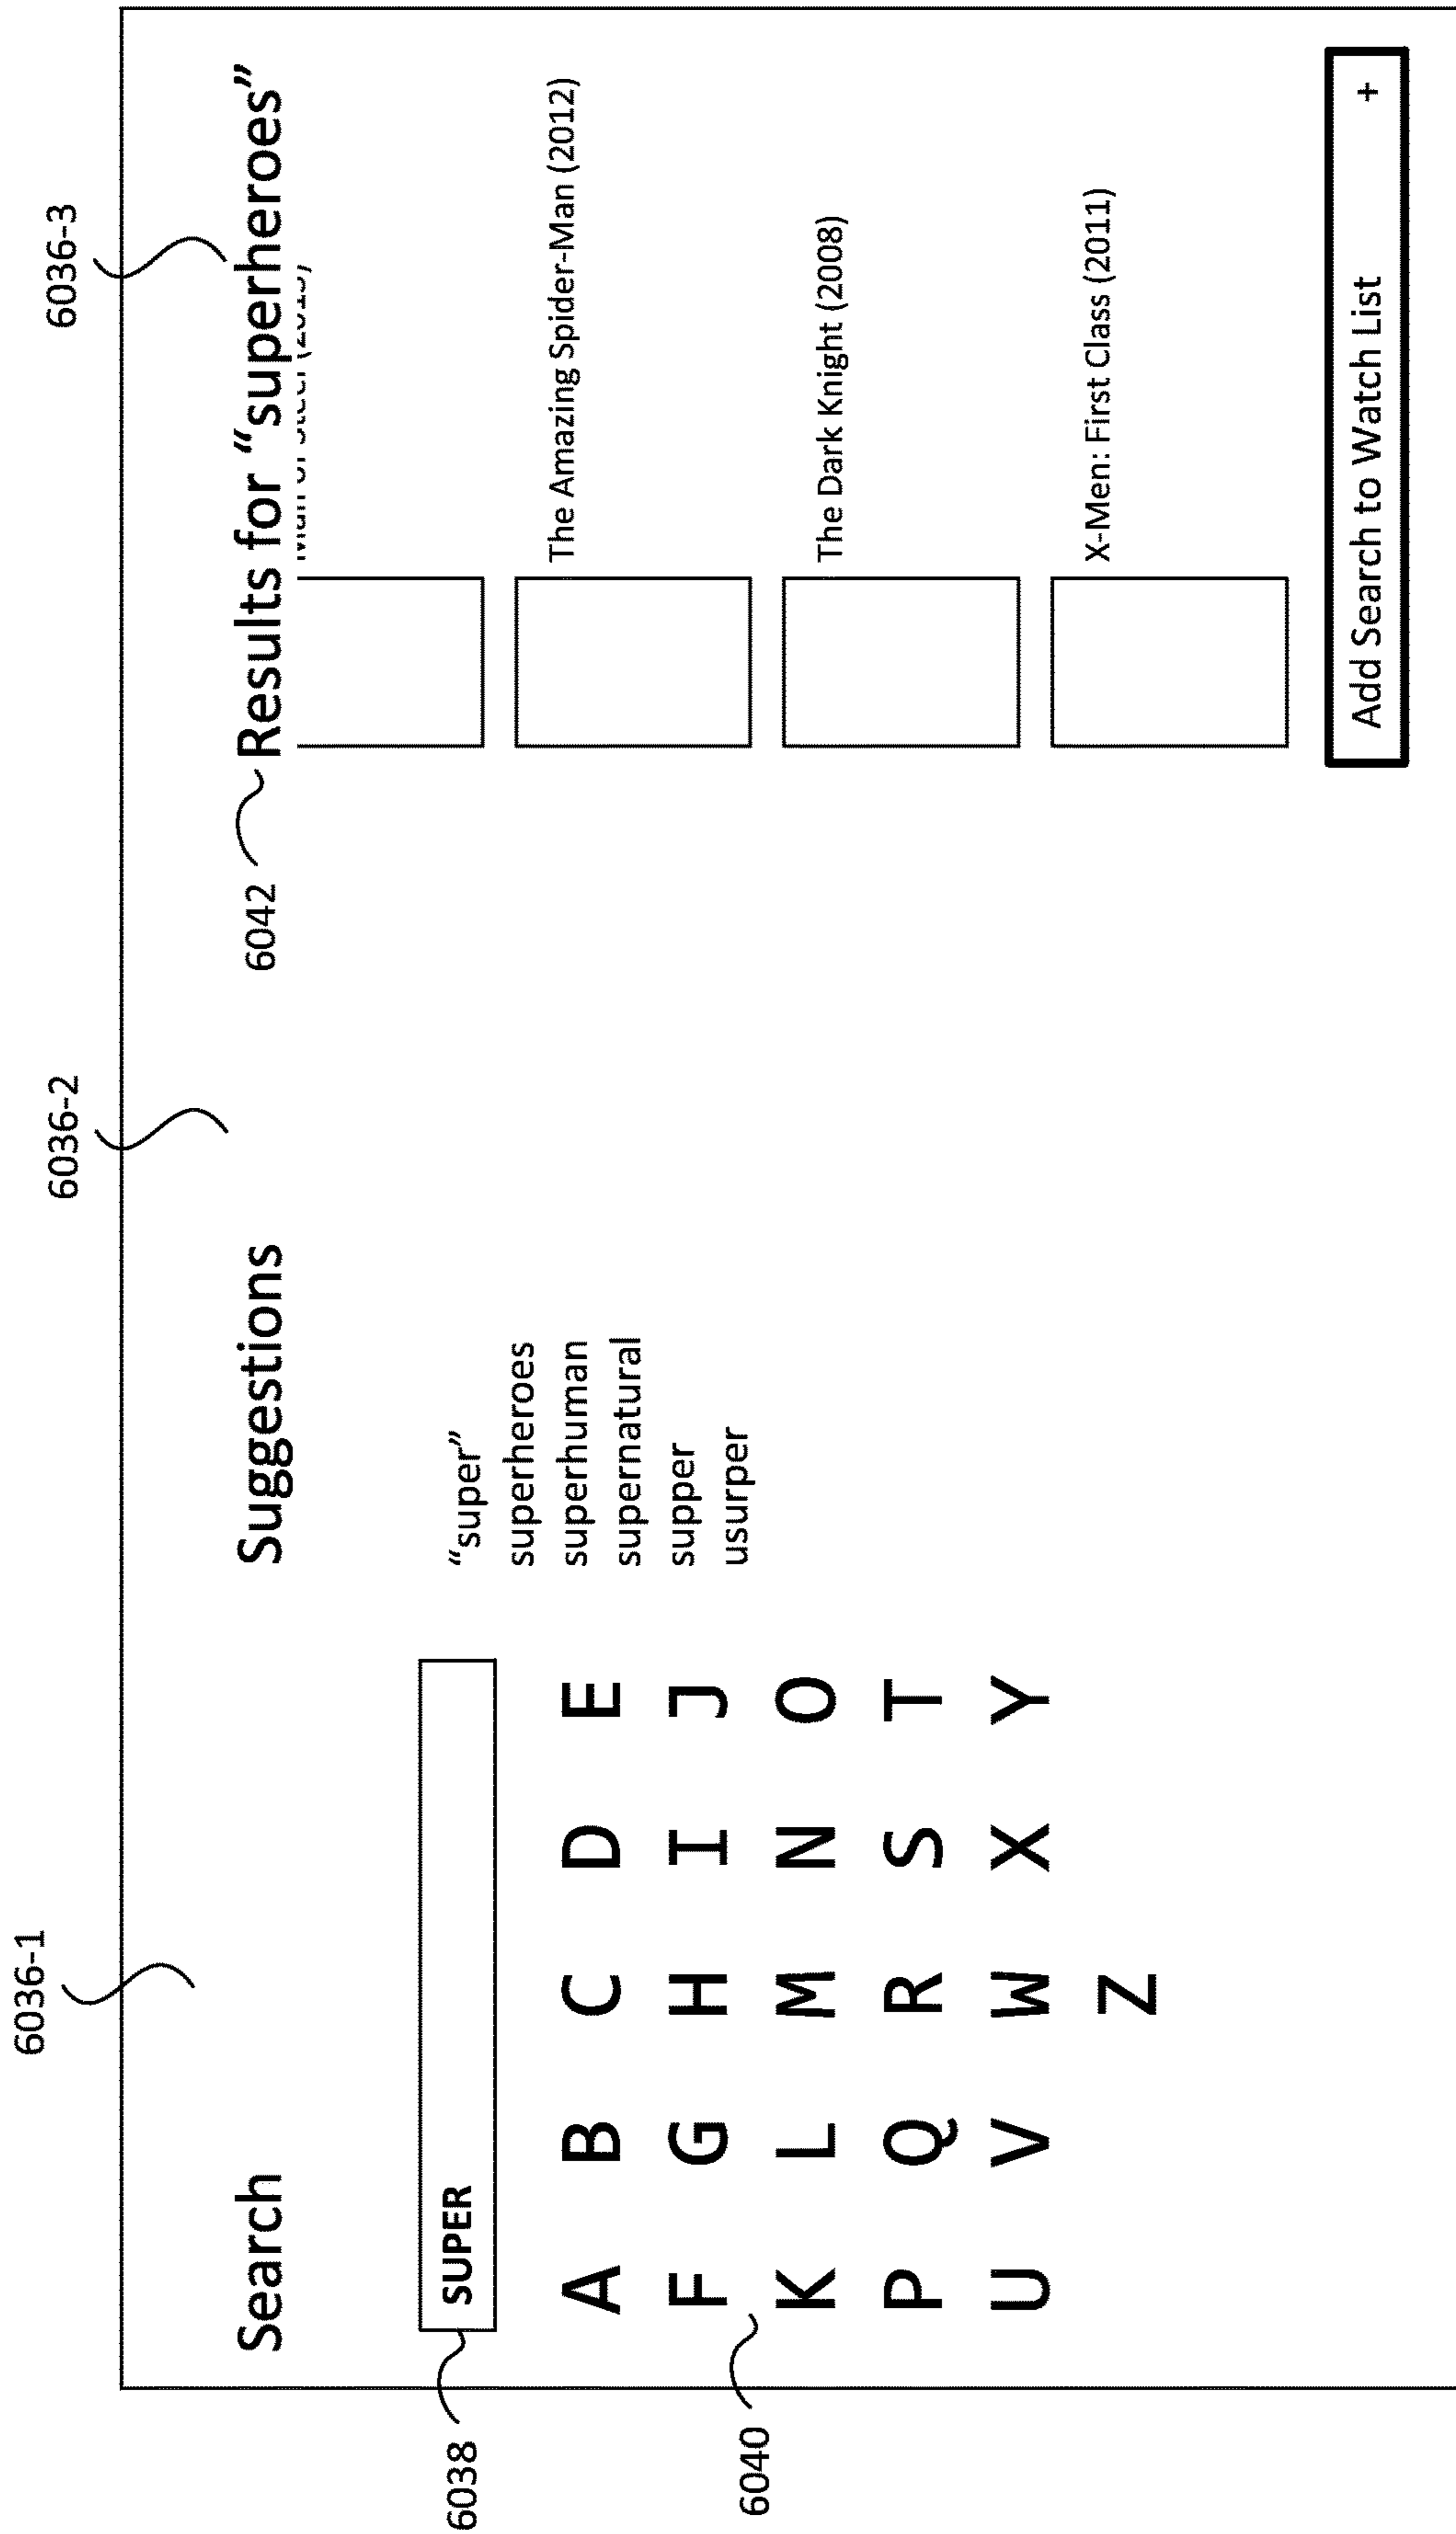 6036-1
6036-2
6036-3
Search
Suggestions
6042
Results for “superheroes”
6038
SUPER
6040
A B C D E
F G H I J
K L M N O
P Q R S T
U V W X Y
Z
“super”
superheroes
superhuman
supernatural
supper
usurper
The Amazing Spider-Man (2012)
The Dark Knight (2008)
X-Men: First Class (2011)
Add Search to Watch List +